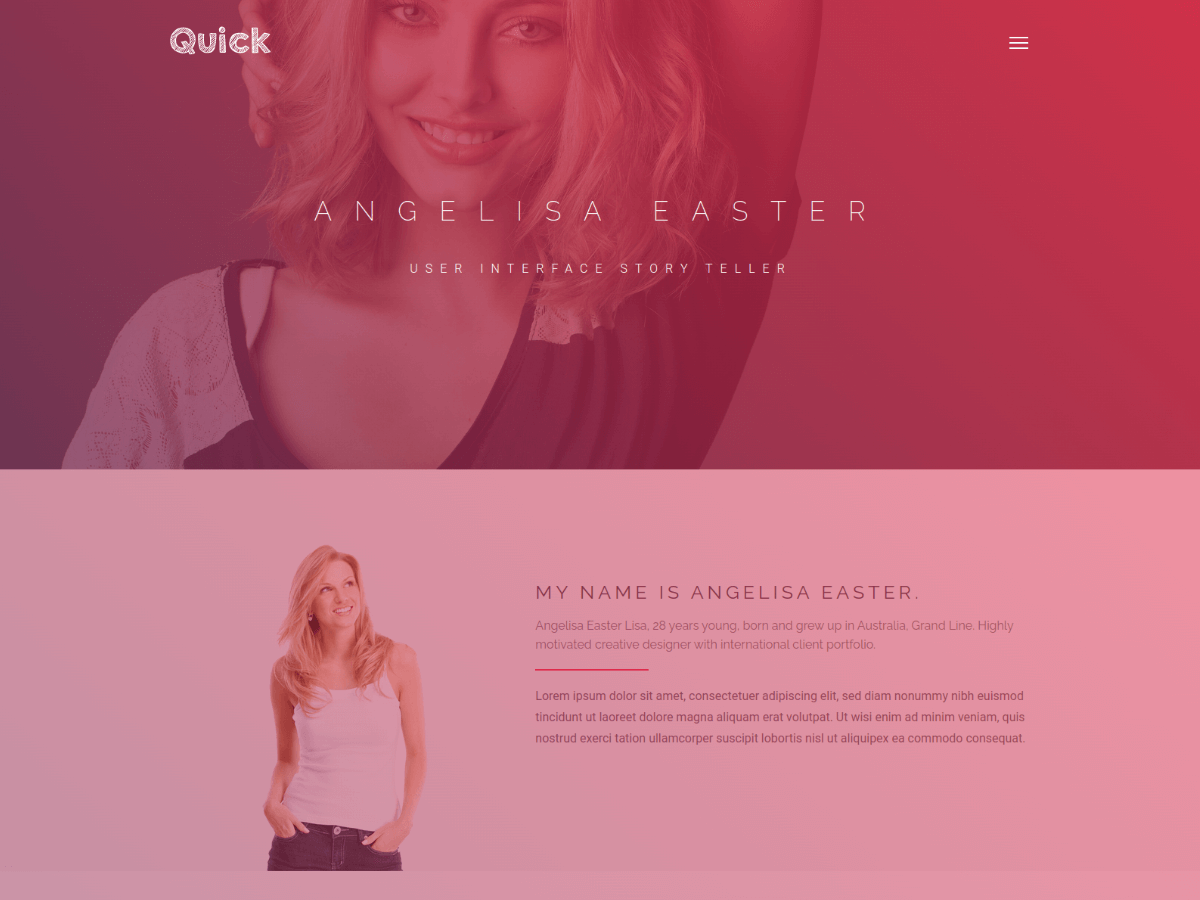 Quick
ANGELISA EASTER
USER INTERFACE STORY TELLER
MY NAME IS ANGELISA EASTER.
Angelisa Easter Lisa, 28 years young, born and grew up in Australia, Grand Line. Highly
motivated creative designer with international client portfolio.
Lorem ipsum dolor sit amet, consectetuer adipiscing elit, sed diam nonummy nibh euismod
tincidunt ut laoreet dolore magna aliquam erat volutpat. Ut wisi enim ad minim veniam, quis
nostrud exerci tation ullamcorper suscipit lobortis nisl ut aliquipex ea commodo consequat.